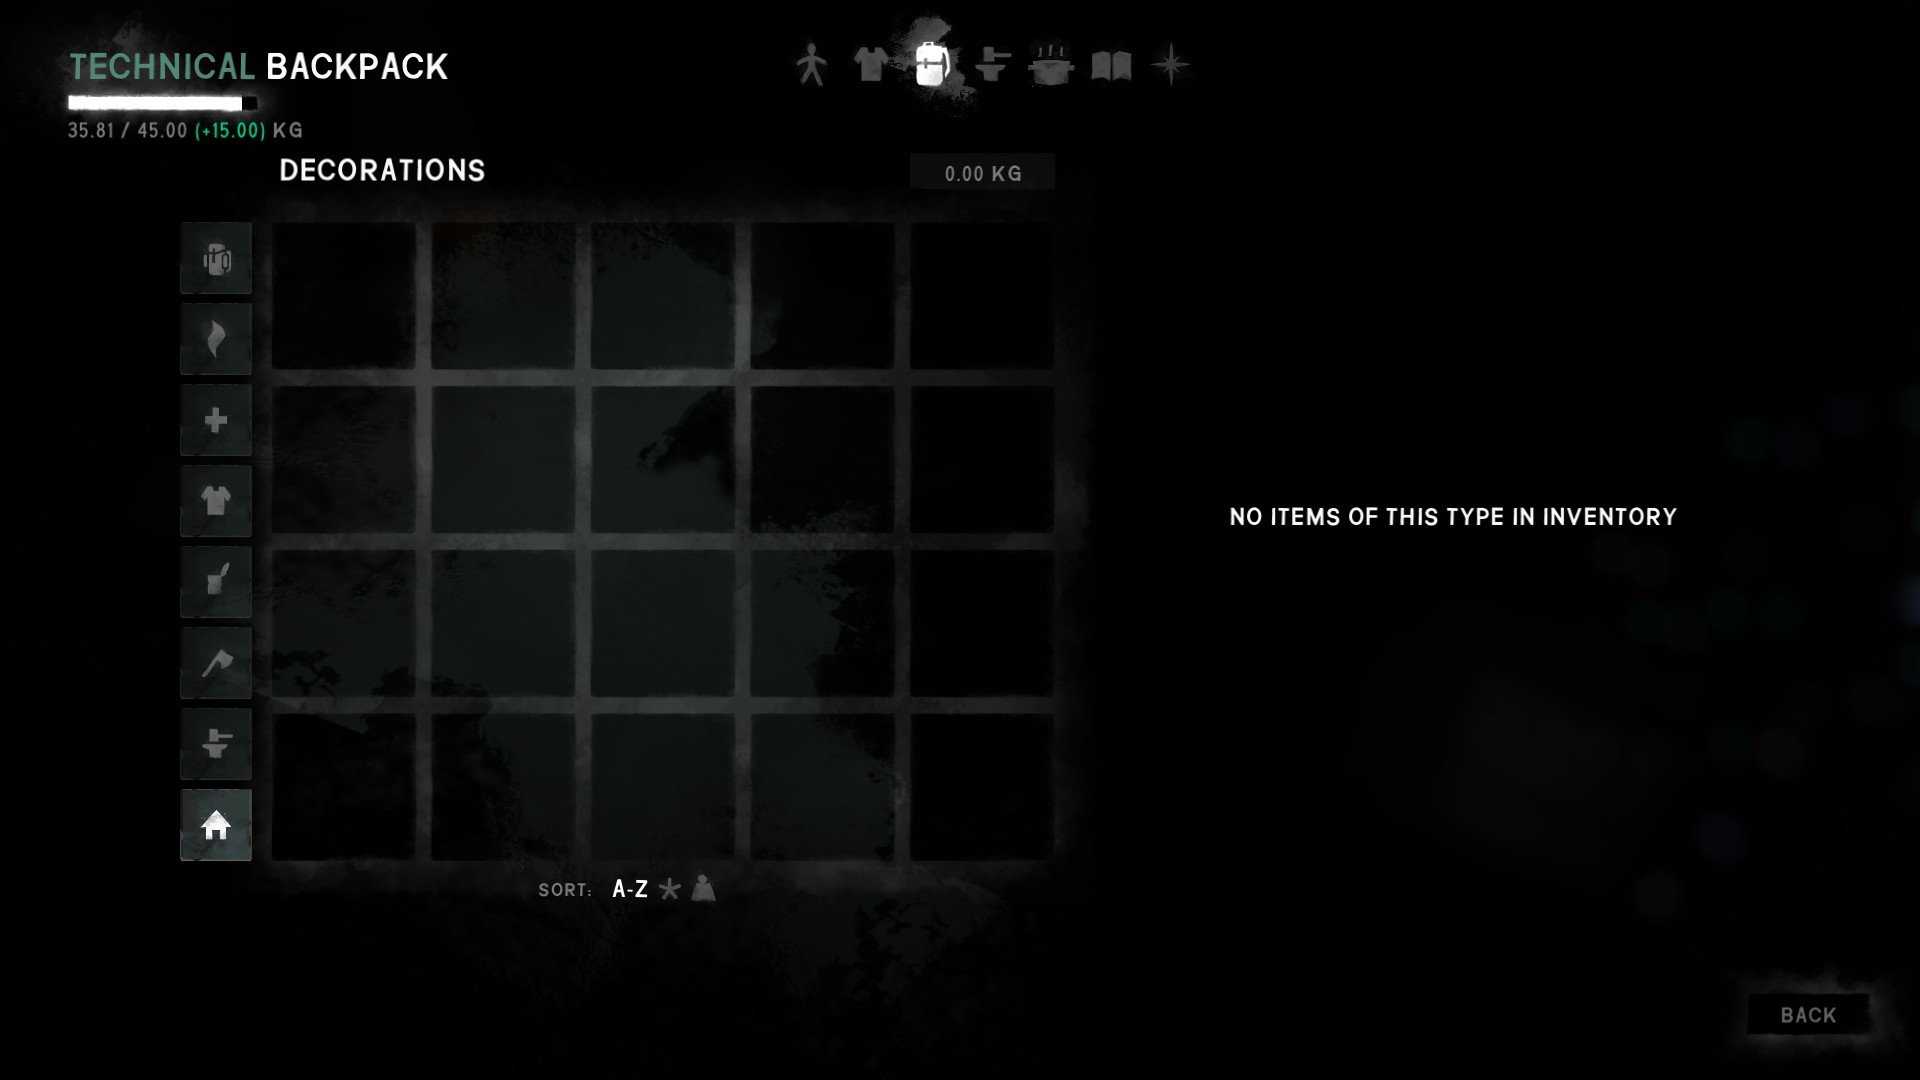 TECHNICAL BACKPACK
35.81 / 45.00 (+15.00) KG
DECORATIONS
0.00 KG
NO ITEMS OF THIS TYPE IN INVENTORY
SORT: A-Z
BACK